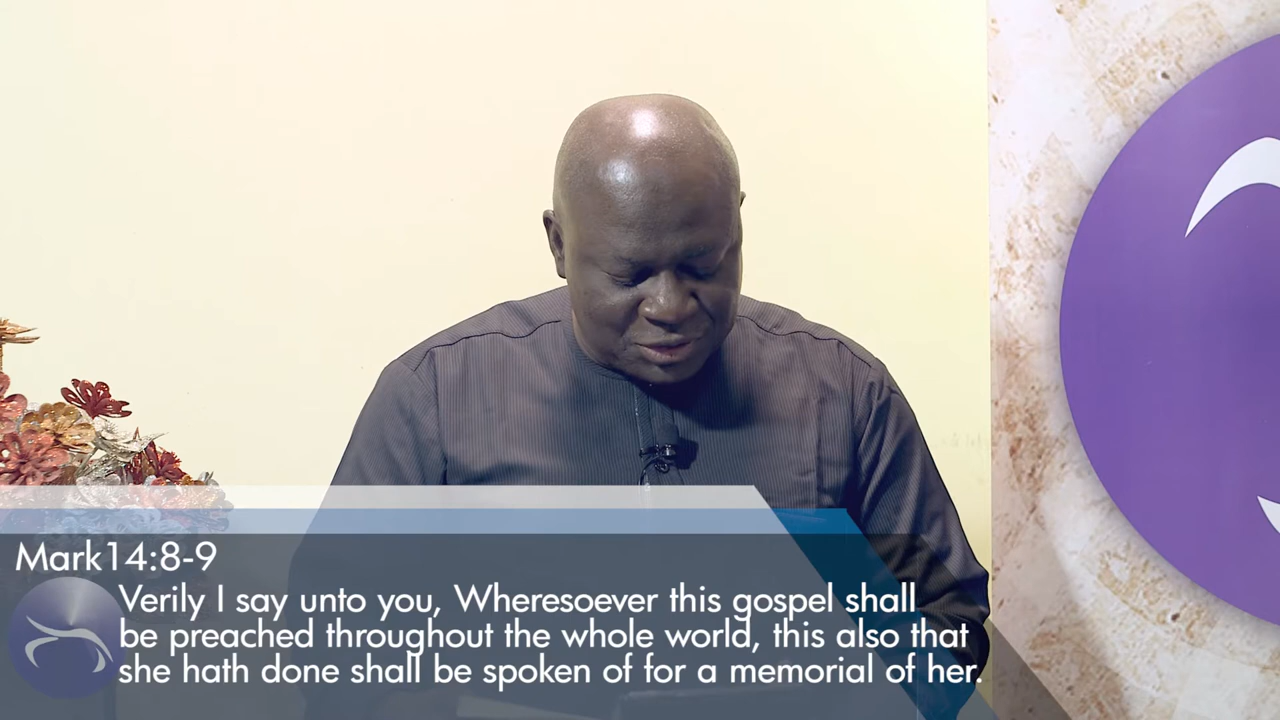 Mark14:8-9
Verily I say unto you, Wheresoever this gospel shall
be preached throughout the whole world, this also that
she hath done shall be spoken of for a memorial of her.